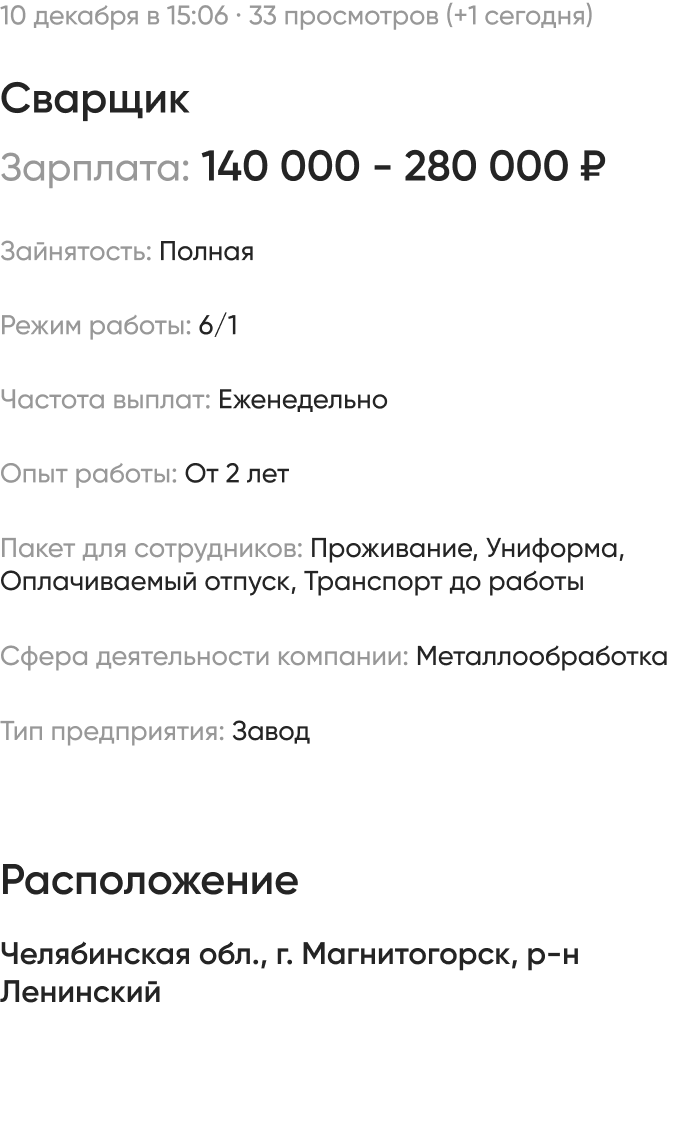 10 декабря в 15:06 · 33 просмотров (+1 сегодня)
Сварщик
Зарплата: 140 000 - 280 000 ₽
Зайнятость: Полная
Режим работы: 6/1
Частота выплат: Еженедельно
Опыт работы: От 2 лет
Пакет для сотрудников: Проживание, Униформа,
Оплачиваемый отпуск, Транспорт до работы
Сфера деятельности компании: Металлообработка
Тип предприятия: Завод
Расположение
Челябинская обл., г. Магнитогорск, р-н
Ленинский